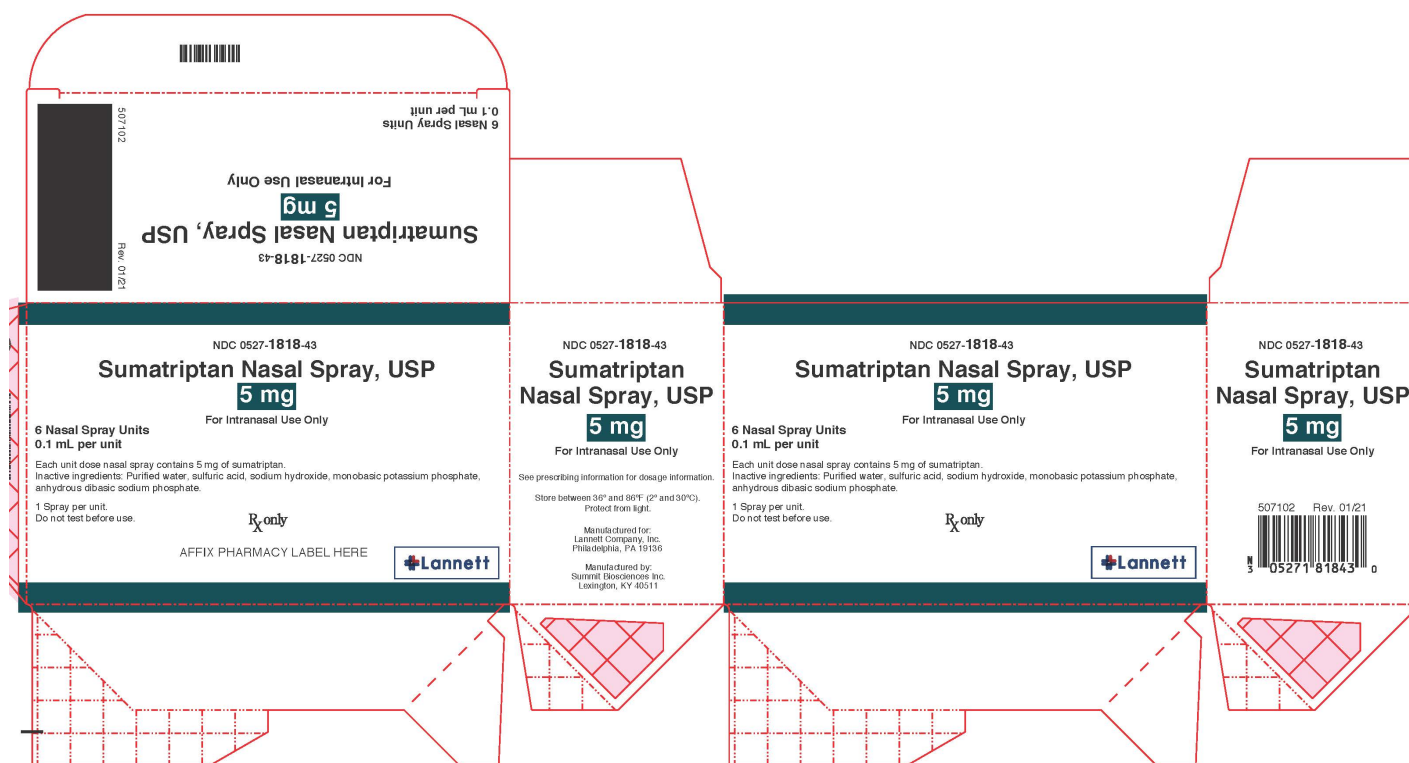 6 Nasal Spray Units
0.1 mL per unit
507102
For Intranasal Use Only
5 mg
Sumatriptan Nasal Spray, USP
NDC 0527-1818-43
Rev. 01/21
NDC 0527-1818-43
Sumatriptan Nasal Spray, USP
5 mg
For Intranasal Use Only
6 Nasal Spray Units
0.1 mL per unit
Each unit dose nasal spray contains 5 mg of sumatriptan.
Inactive ingredients: Purified water, sulfuric acid, sodium hydroxide, monobasic potassium phosphate,
anhydrous dibasic sodium phosphate.
1 Spray per unit.
Do not test before use.
Rx only
AFFIX PHARMACY LABEL HERE
Lannett
NDC 0527-1818-43
Sumatriptan
Nasal Spray, USP
5 mg
For Intranasal Use Only
See prescribing information for dosage information.
Store between 36º and 86ºF (2º and 30ºC).
Protect from light.
Manufactured for:
Lannett Company, Inc.
Philadelphia, PA 19136
Manufactured by:
Summit Biosciences Inc.
Lexington, KY 40511
NDC 0527-1818-43
Sumatriptan Nasal Spray, USP
5 mg
For Intranasal Use Only
6 Nasal Spray Units
0.1 mL per unit
Each unit dose nasal spray contains 5 mg of sumatriptan.
Inactive ingredients: Purified water, sulfuric acid, sodium hydroxide, monobasic potassium phosphate,
anhydrous dibasic sodium phosphate.
1 Spray per unit.
Do not test before use.
Rx only
Lannett
NDC 0527-1818-43
Sumatriptan
Nasal Spray, USP
5 mg
For Intranasal Use Only
507102 Rev. 01/21
N
3 05271 81843 0